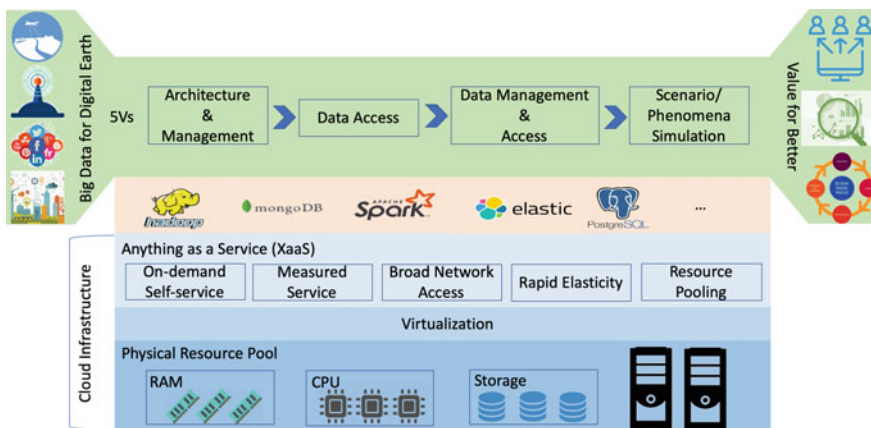 Big Data for Digital Earth
5Vs
Architecture
&
Management
Data Access
Data Management
&
Access
Scenario/
Phenomena
Simulation
Value for Better
hadoop
mongoDB
APACHE
Spark
elastic
PostgreSQL
...
Cloud Infrastructure
Anything as a Service (XaaS)
On-demand
Self-service
Measured
Service
Broad Network
Access
Rapid Elasticity
Resource
Pooling
Virtualization
Physical Resource Pool
RAM
CPU
Storage